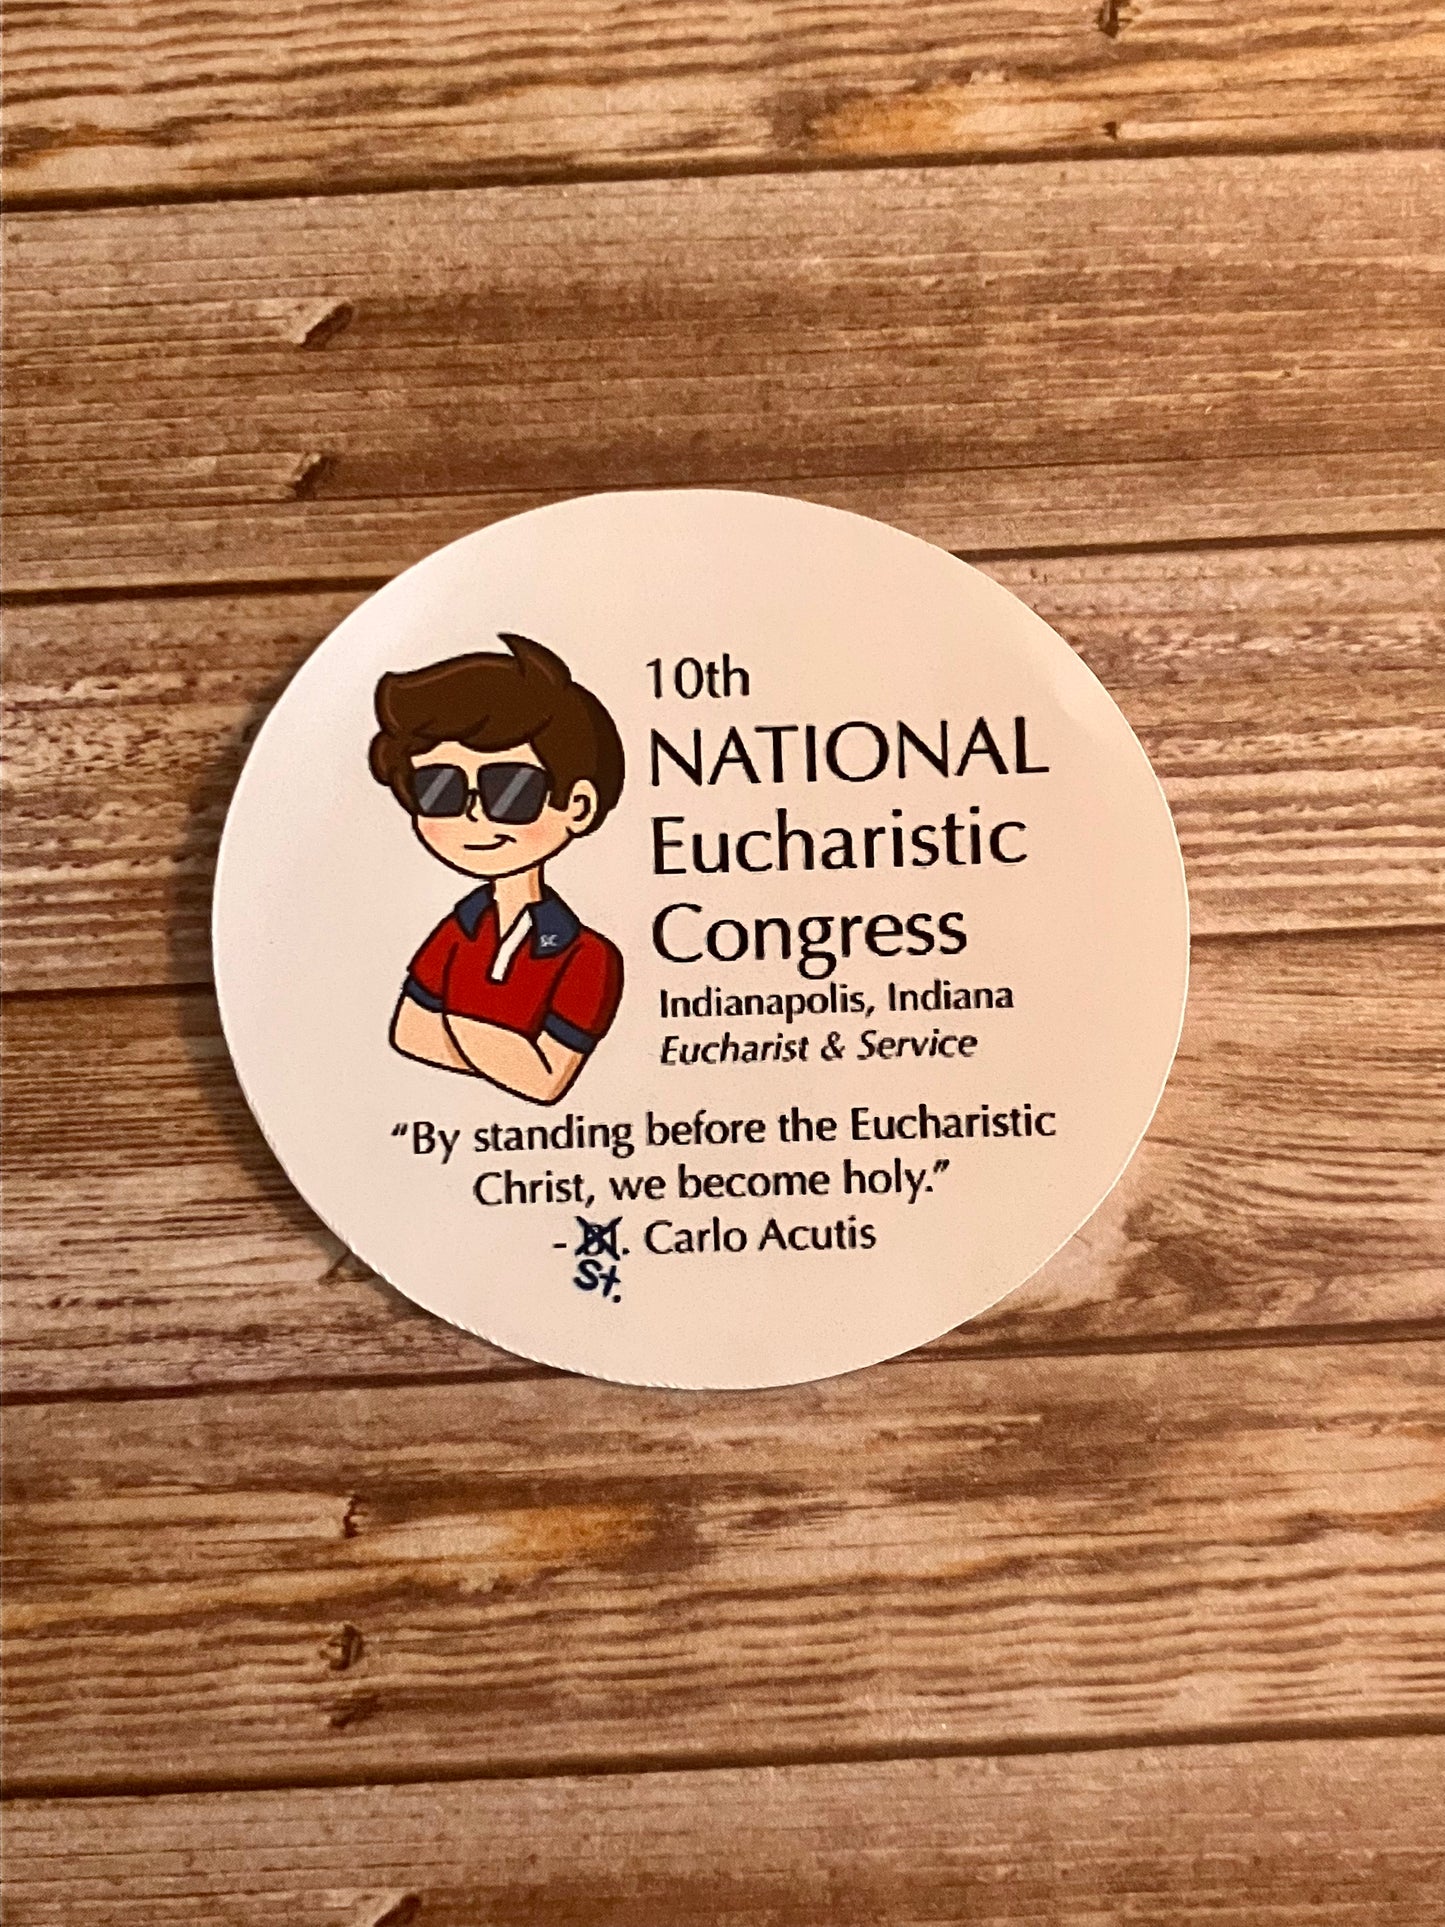 10th
NATIONAL
Eucharistic
Congress
Indianapolis, Indiana
Eucharist & Service
SC
“By standing before the Eucharistic
Christ, we become holy.”
- Bl. Carlo Acutis
St.